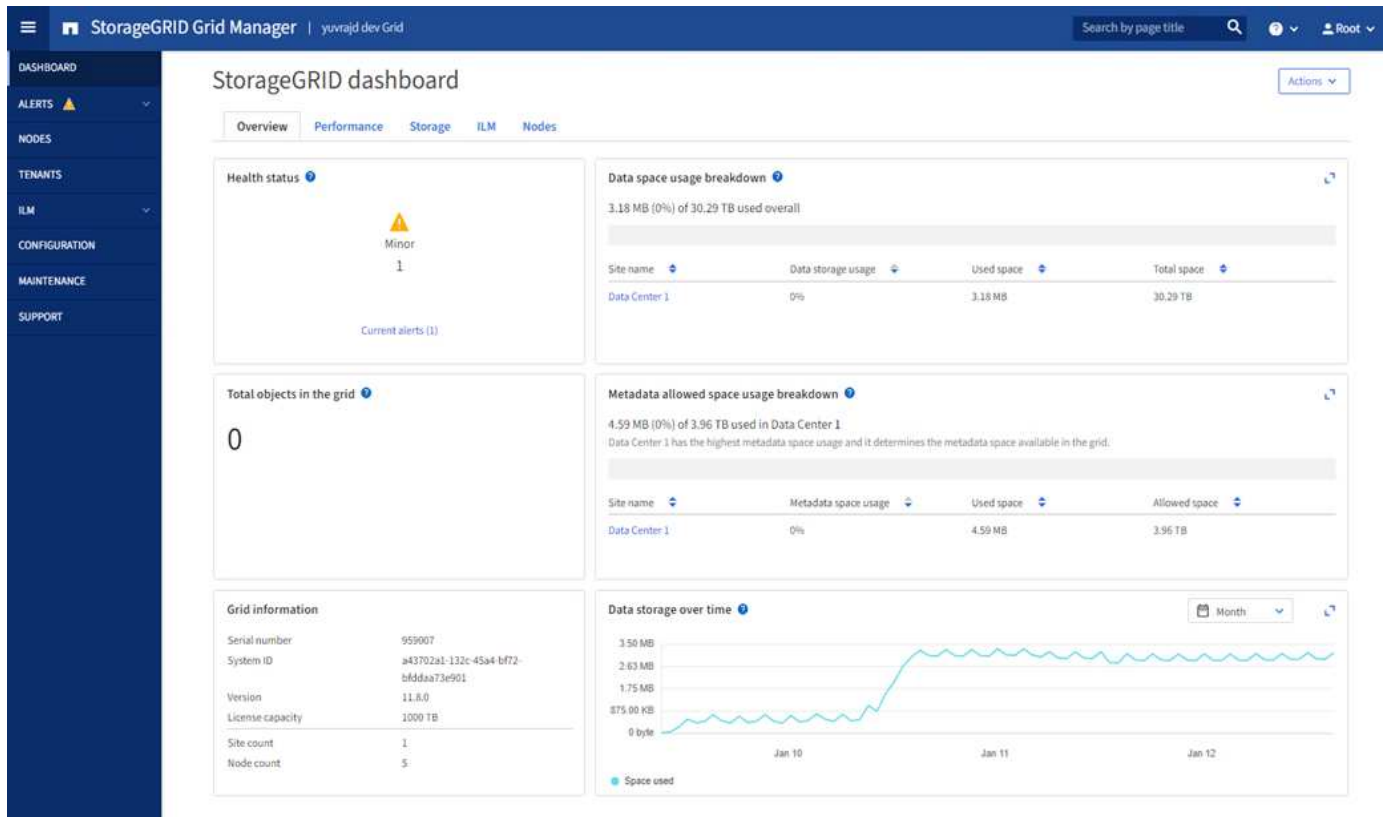 StorageGRID Grid Manager | yuvrajd dev Grid
Search by page title
Root
DASHBOARD
ALERTS
NODES
TENANTS
ILM
CONFIGURATION
MAINTENANCE
SUPPORT
StorageGRID dashboard
Actions
Overview Performance Storage ILM Nodes
Health status
Minor
1
Current alerts (1)
Data space usage breakdown
3.18 MB (0%) of 30.29 TB used overall
Site name Data storage usage Used space Total space
Data Center 1 0% 3.18 MB 30.29 TB
Total objects in the grid
0
Metadata allowed space usage breakdown
4.59 MB (0%) of 3.96 TB used in Data Center 1
Data Center 1 has the highest metadata space usage and it determines the metadata space available in the grid.
Site name Metadata space usage Used space Allowed space
Data Center 1 0% 4.59 MB 3.96 TB
Grid information
Serial number 959007
System ID a43702a1-132c-45a4-bf72-
bfddaa73e901
Version 11.8.0
License capacity 1000 TB
Site count 1
Node count 5
Data storage over time
Month
3.50 MB
2.63 MB
1.75 MB
875.00 KB
0 byte
Jan 10 Jan 11 Jan 12
Space used